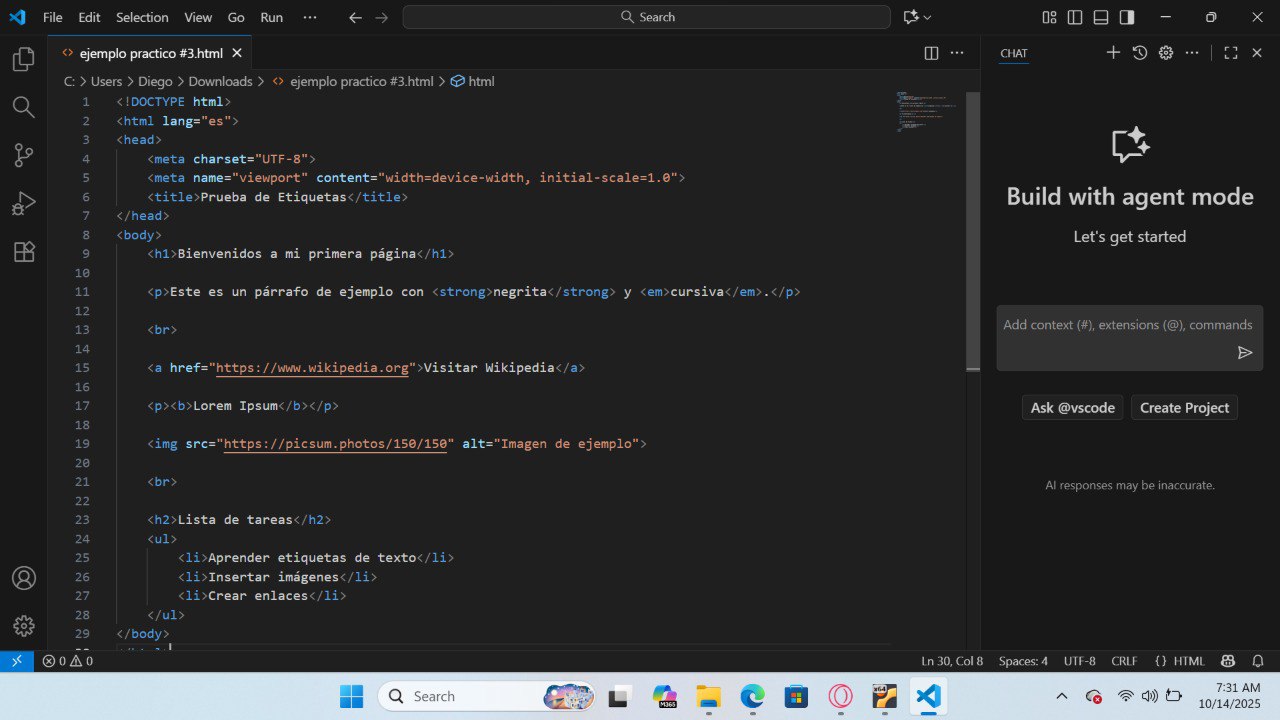 File Edit Selection View Go Run ··· Search
ejemplo practico #3.html
C: > Users > Diego > Downloads > ejemplo practico #3.html > html
1 <!DOCTYPE html>
2 <html lang="es">
3 <head>
4 <meta charset="UTF-8">
5 <meta name="viewport" content="width=device-width, initial-scale=1.0">
6 <title>Prueba de Etiquetas</title>
7 </head>
8 <body>
9 <h1>Bienvenidos a mi primera página</h1>
10
11 <p>Este es un párrafo de ejemplo con <strong>negrita</strong> y <em>cursiva</em>.</p>
12
13 <br>
14
15 <a href="https://www.wikipedia.org">Visitar Wikipedia</a>
16
17 <p><b>Lorem Ipsum</b></p>
18
19 <img src="https://picsum.photos/150/150" alt="Imagen de ejemplo">
20
21 <br>
22
23 <h2>Lista de tareas</h2>
24 <ul>
25 <li>Aprender etiquetas de texto</li>
26 <li>Insertar imágenes</li>
27 <li>Crear enlaces</li>
28 </ul>
29 </body>
CHAT
Build with agent mode
Let's get started
Add context (#), extensions (@), commands
Ask @vscode Create Project
AI responses may be inaccurate.
0 0 Ln 30, Col 8 Spaces: 4 UTF-8 CRLF {} HTML
Search M365 x64 7:31 AM
10/14/2025